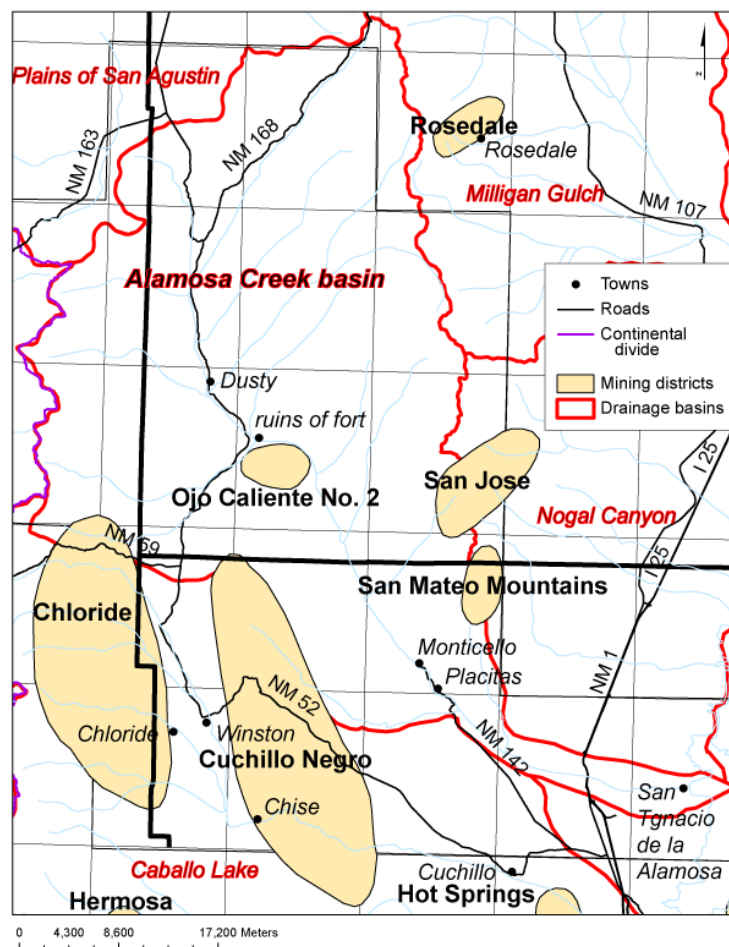 Plains of San Agustin
NM 163
NM 168
Rosedale
Rosedale
Milligan Gulch
NM 107
z
Alamosa Creek basin
Towns
Roads
Continental
divide
Mining districts
Drainage basins
Dusty
ruins of fort
Ojo Caliente No. 2
San Jose
I 25
Nogal Canyon
NM 59
I 25
San Mateo Mountains
Chloride
Monticello
Placitas
NM 1
NM 52
Chloride
Winston
NM 142
Cuchillo Negro
San
Tgnacio
de la
Alamosa
Chise
Caballo Lake
Cuchillo
Hermosa
Hot Springs
0 4,300 8,600 17,200 Meters